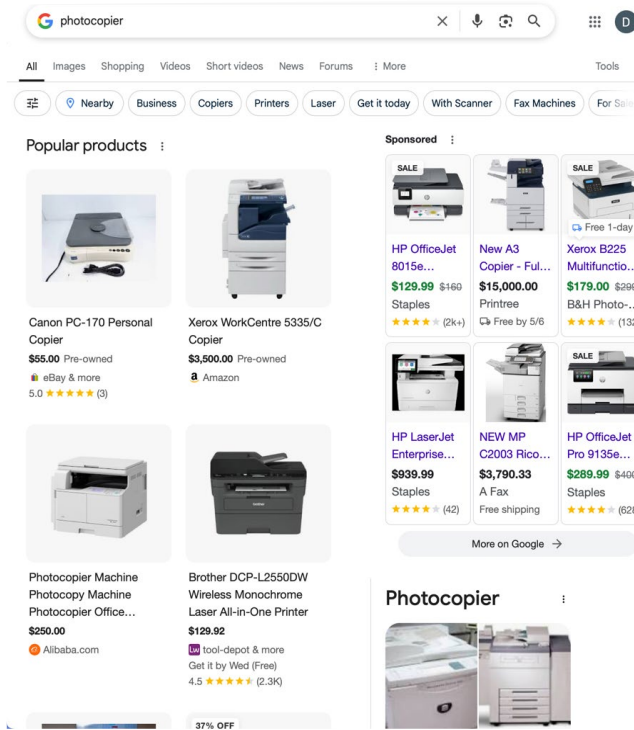 photocopier
D
All Images Shopping Videos Short videos News Forums More Tools
Nearby Business Copiers Printers Laser Get it today With Scanner Fax Machines For Sale
Popular products
Canon PC-170 Personal
Copier
$55.00 Pre-owned
eBay & more
5.0 (3)
Xerox WorkCentre 5335/C
Copier
$3,500.00 Pre-owned
Amazon
Photocopier Machine
Photocopy Machine
Photocopier Office...
$250.00
Alibaba.com
Brother DCP-L2550DW
Wireless Monochrome
Laser All-in-One Printer
$129.92
Lw tool-depot & more
Get it by Wed (Free)
4.5 (2.3K)
37% OFF
Sponsored
SALE
HP OfficeJet
8015e...
$129.99 $160
Staples
(2k+)
New A3
Copier - Ful...
$15,000.00
Printree
Free by 5/6
SALE
Free 1-day
Xerox B225
Multifunctio...
$179.00
B&H Photo-...
HP LaserJet
Enterprise...
$939.99
Staples
(42)
NEW MP
C2003 Rico...
$3,790.33
A Fax
Free shipping
SALE
HP OfficeJet
Pro 9135e...
$289.99
Staples
More on Google →
Photocopier